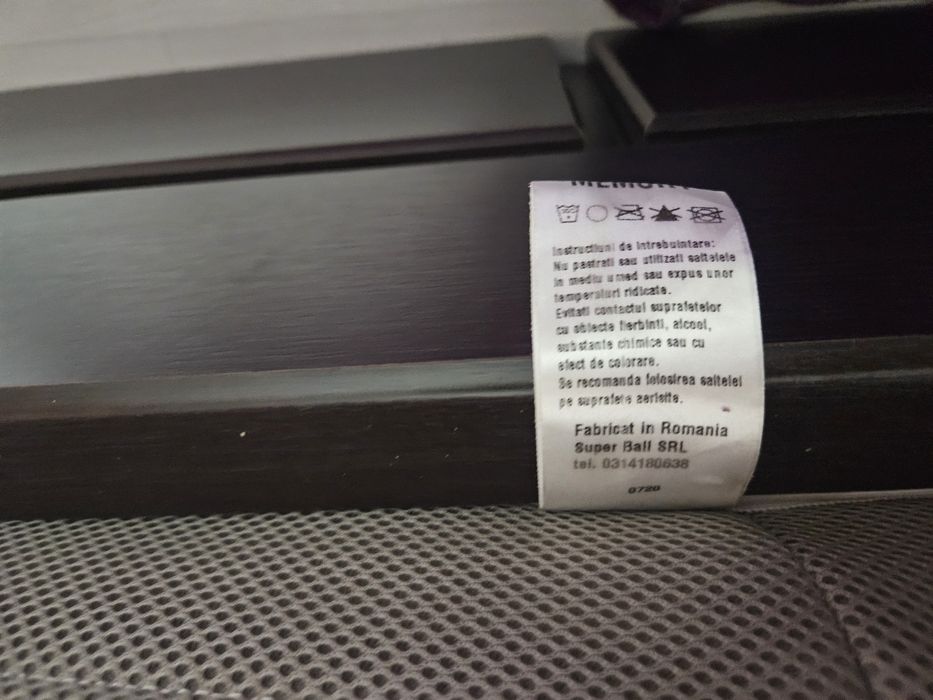 MEMORY
Instructiuni de intrebuintare:
Nu pastrati sau utilizati saltelele
in mediu umed sau expus unor
temperaturi ridicate.
Evitati contactul suprafetelor
cu obiecte fierbinti, alcool,
substante chimice sau cu
efect de colorare.
Se recomanda folosirea saltelei
pe suprafete aerisite.
Fabricat in Romania
Super Ball SRL
tel. 0314180638
0720